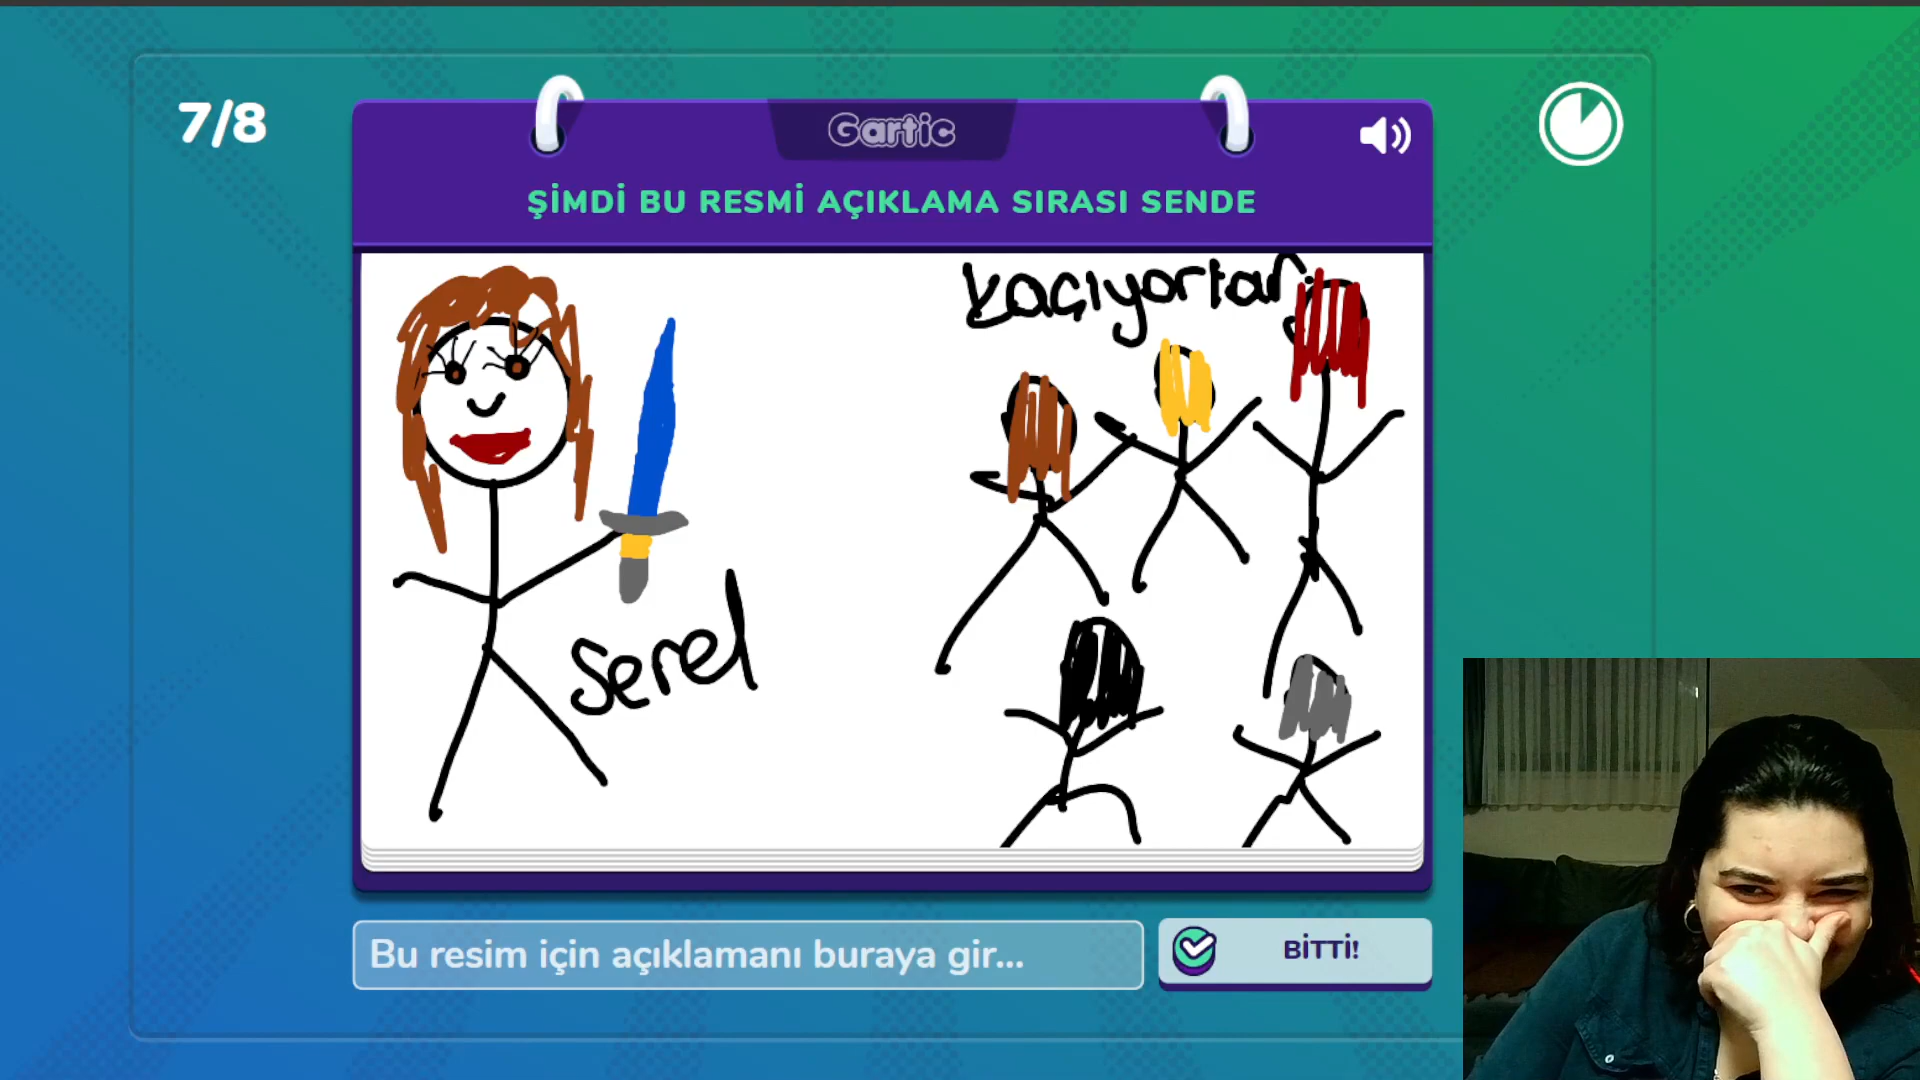 7/8
Gartic
ŞİMDİ BU RESMİ AÇIKLAMA SIRASI SENDE
kaçıyorlar
Serel
Bu resim için açıklamanı buraya gir...
BİTTİ!